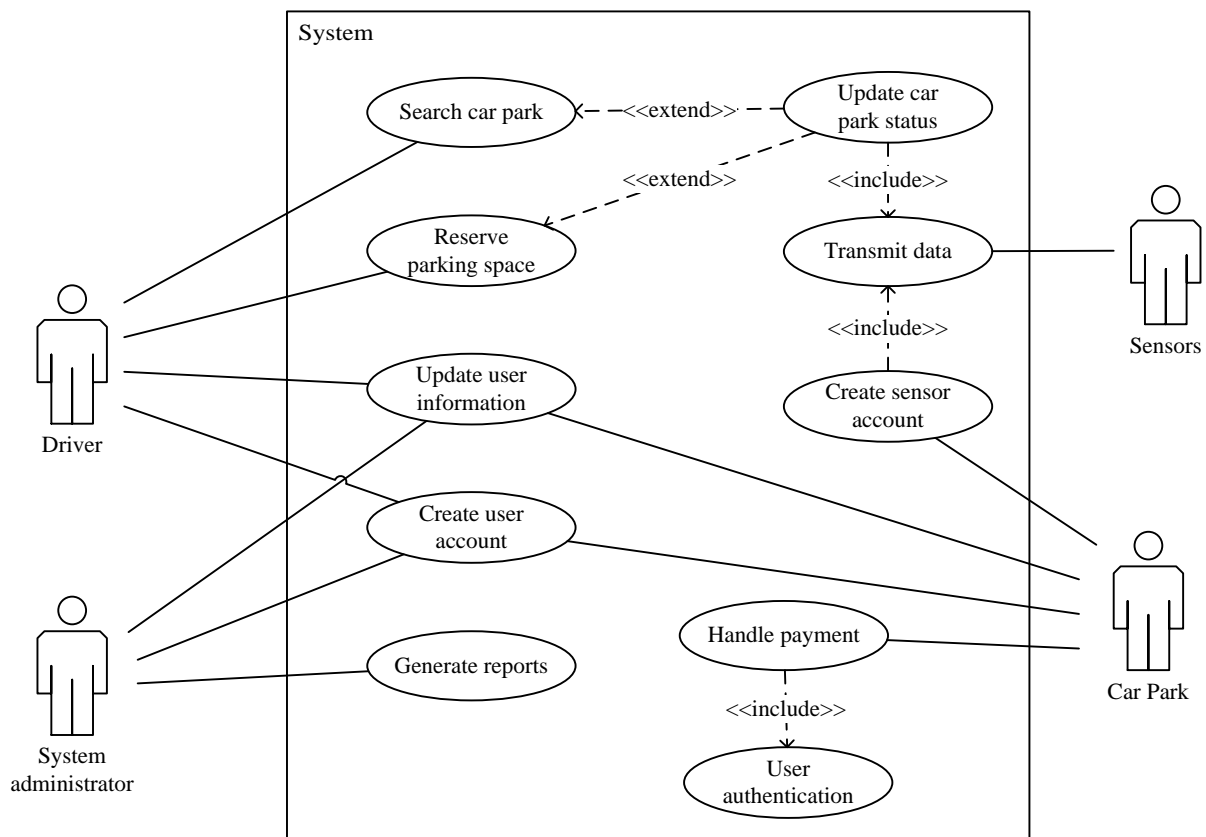 System
Search car park
<<extend>>
Update car
park status
<<extend>>
<<include>>
Reserve
parking space
Transmit data
<<include>>
Sensors
Update user
information
Create sensor
account
Driver
Create user
account
Handle payment
Generate reports
Car Park
<<include>>
System
administrator
User
authentication